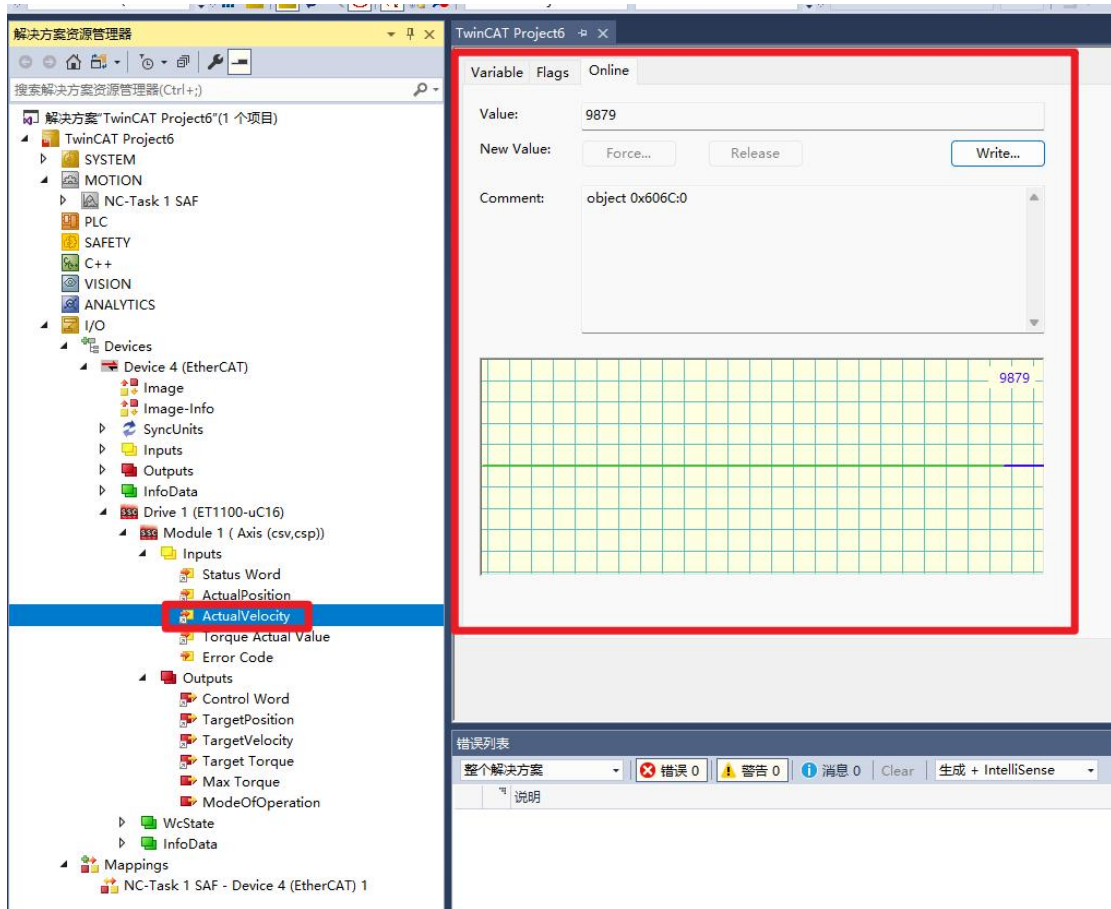 解决方案资源管理器
搜索解决方案资源管理器(Ctrl+;)
解决方案"TwinCAT Project6"(1 个项目)
TwinCAT Project6
SYSTEM
MOTION
NC-Task 1 SAF
PLC
SAFETY
C++
VISION
ANALYTICS
I/O
Devices
Device 4 (EtherCAT)
Image
Image-Info
SyncUnits
Inputs
Outputs
InfoData
Drive 1 (ET1100-uC16)
Module 1 ( Axis (csv,csp))
Inputs
Status Word
ActualPosition
ActualVelocity
Torque Actual Value
Error Code
Outputs
Control Word
TargetPosition
TargetVelocity
Target Torque
Max Torque
ModeOfOperation
WcState
InfoData
Mappings
NC-Task 1 SAF - Device 4 (EtherCAT) 1
TwinCAT Project6
Variable Flags Online
Value: 9879
New Value: Force... Release Write...
Comment: object 0x606C:0
9879
错误列表
整个解决方案 错误 0 警告 0 消息 0 Clear 生成 + IntelliSense
说明